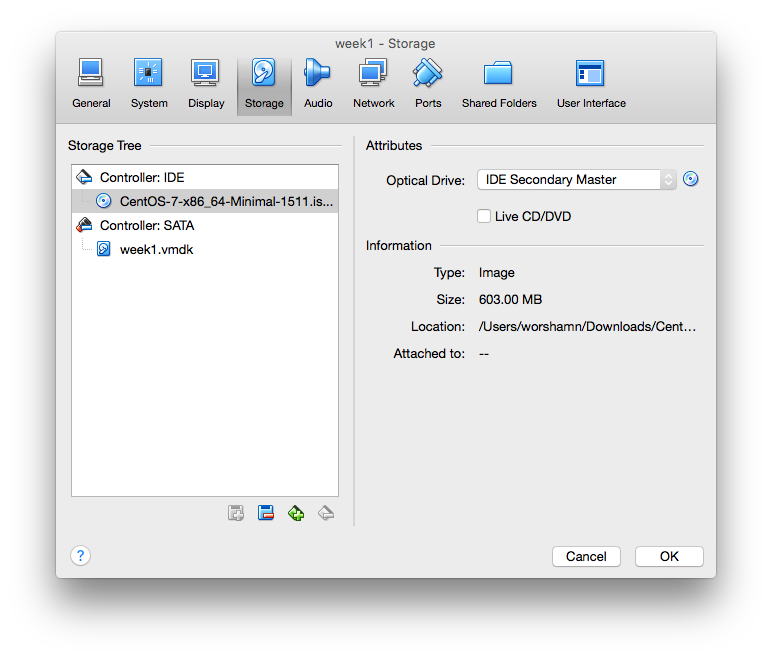 week1 - Storage
General System Display Storage Audio Network Ports Shared Folders User Interface
Storage Tree
Controller: IDE
CentOS-7-x86_64-Minimal-1511.is...
Controller: SATA
week1.vmdk
Attributes
Optical Drive: IDE Secondary Master
Live CD/DVD
Information
Type: Image
Size: 603.00 MB
Location: /Users/worshamn/Downloads/Cent...
Attached to: --
?
Cancel OK